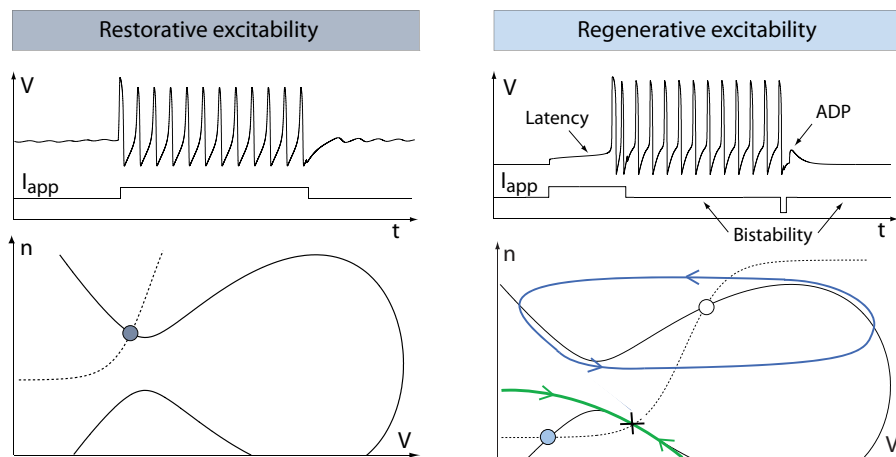 Restorative excitability
V
I app
t
n
V
Regenerative excitability
V
Latency
ADP
I app
Bistability
t
n
V